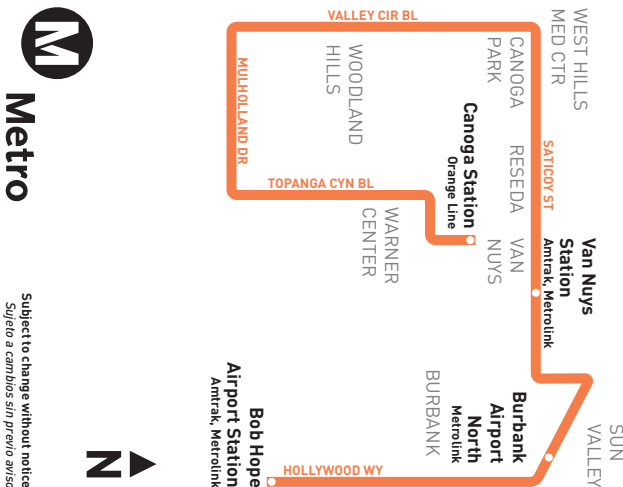 M
Metro
Subject to change without notice
Sujeto a cambios sin previo aviso
N
VALLEY CIR BL
MULHOLLAND DR
TOPANGA CYN BL
SATICOY ST
HOLLYWOOD WY
WEST HILLS
MED CTR
CANOGA
PARK
WOODLAND
HILLS
RESEDA
Canoga Station
Orange Line
WARNER
CENTER
VAN
NUYS
Van Nuys
Station
Amtrak, Metrolink
SUN
VALLEY
Burbank
Airport
North
Metrolink
BURBANK
Bob Hope
Airport Station
Amtrak, Metrolink